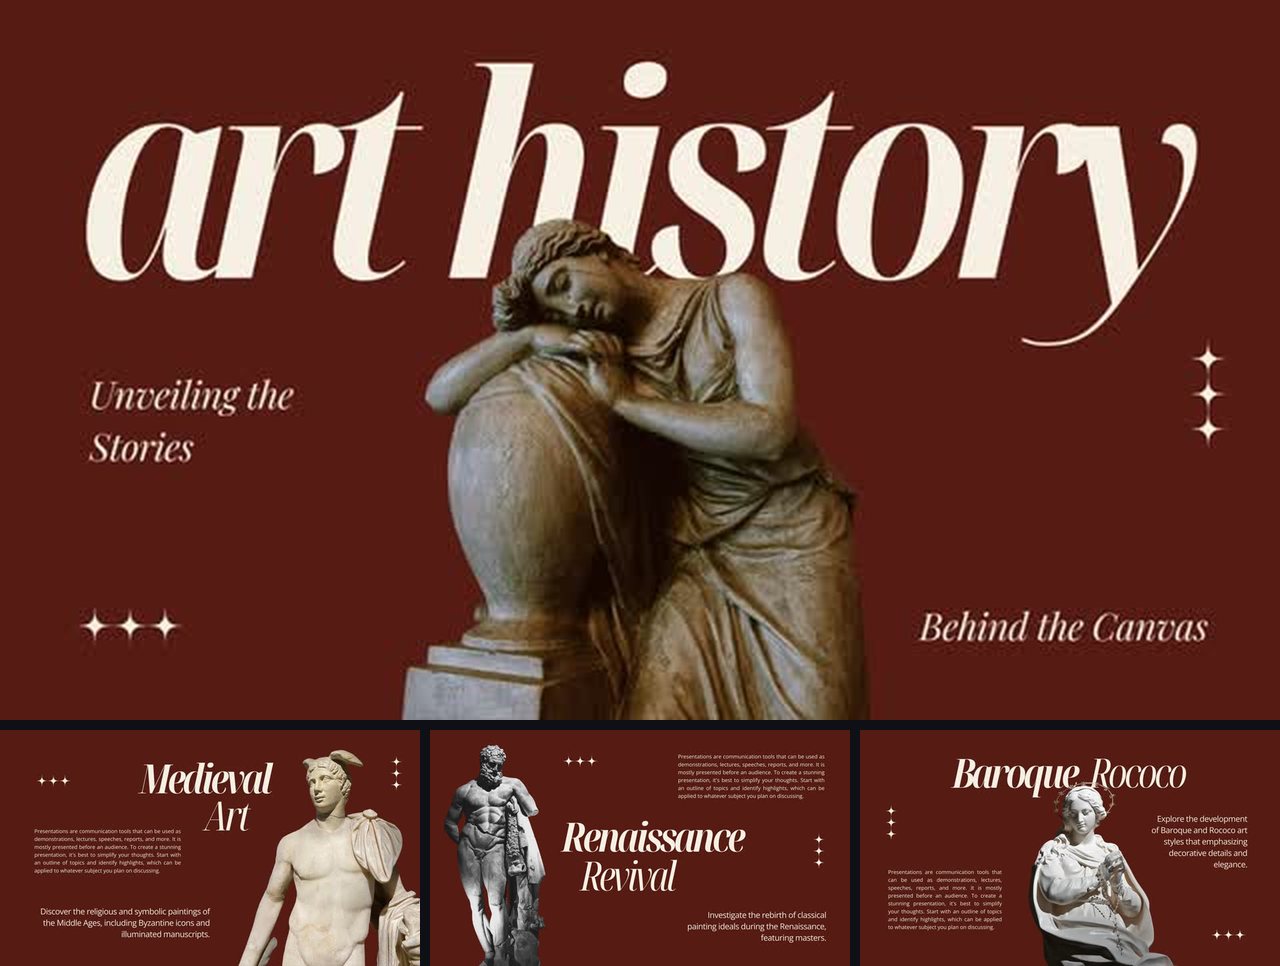 art history
Unveiling the
Stories
Behind the Canvas
Medieval
Art
Presentations are communication tools that can be used as
demonstrations, lectures, speeches, reports, and more. It is
mostly presented before an audience. To create a stunning
presentation, it's best to simplify your thoughts. Start with
an outline of topics and identify highlights, which can be
applied to whatever subject you plan on discussing.
Discover the religious and symbolic paintings of
the Middle Ages, including Byzantine icons and
illuminated manuscripts.
Presentations are communication tools that can be used as
demonstrations, lectures, speeches, reports, and more. It is
mostly presented before an audience. To create a stunning
presentation, it's best to simplify your thoughts. Start with
an outline of topics and identify highlights, which can be
applied to whatever subject you plan on discussing.
Renaissance
Revival
Investigate the rebirth of classical
painting ideals during the Renaissance,
featuring masters.
Baroque Rococo
Explore the development
of Baroque and Rococo art
styles that emphasizing
decorative details and
elegance.
Presentations are communication tools that
can be used as demonstrations, lectures,
speeches, reports, and more. It is mostly
presented before an audience. To create a
stunning presentation, it's best to simplify
your thoughts. Start with an outline of topics
and identify highlights, which can be applied
to whatever subject you plan on discussing.